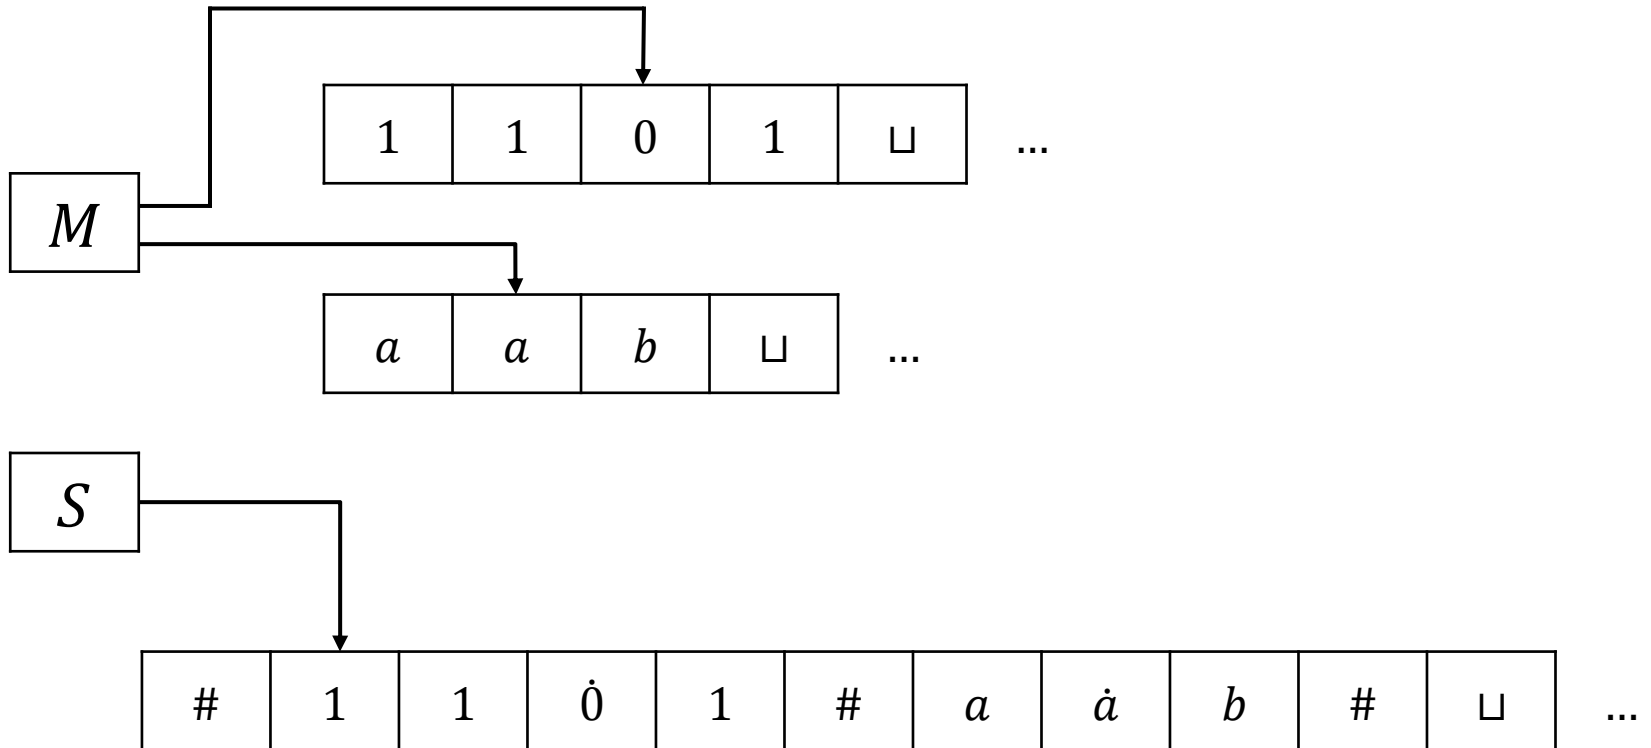 1 1 0 1 ⊔ ...
M
a a b ⊔ ...
S
# 1 1 0̇ 1 # a ȧ b # ⊔ ...